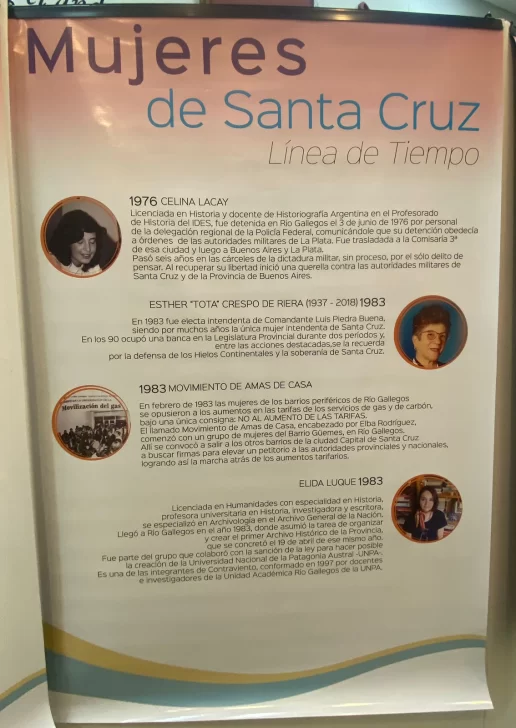 Mujeres
de Santa Cruz
Línea de Tiempo
1976 CELINA LACAY
Licenciada en Historia y docente de Historiografía Argentina en el Profesorado
de Historia del IDES, fue detenida en Río Gallegos el 3 de junio de 1976 por personal
de la delegación regional de la Policía Federal, comunicándole que su detención obedecía
a órdenes de las autoridades militares de La Plata. Fue trasladada a la Comisaría 3ª
de esa ciudad y luego a Buenos Aires y La Plata.
Pasó seis años en las cárceles de la dictadura militar, sin proceso, por el sólo delito de
pensar. Al recuperar su libertad inició una querella contra las autoridades militares de
Santa Cruz y de la Provincia de Buenos Aires.
ESTHER "TOTA" CRESPO DE RIERA (1937 - 2018) 1983
En 1983 fue electa intendenta de Comandante Luis Piedra Buena,
siendo por muchos años la única mujer intendenta de Santa Cruz.
En los 90 ocupó una banca en la Legislatura Provincial durante dos períodos y,
entre las acciones destacadas,se la recuerda
por la defensa de los Hielos Continentales y la soberanía de Santa Cruz.
1983 MOVIMIENTO DE AMAS DE CASA
Movilización del gas
En febrero de 1983 las mujeres de los barrios periféricos de Río Gallegos
se opusieron a los aumentos en las tarifas de los servicios de gas y de carbón,
bajo una única consigna: NO AL AUMENTO DE LAS TARIFAS.
El llamado Movimiento de Amas de Casa, encabezado por Elba Rodríguez,
comenzó con un grupo de mujeres del Barrio Güemes, en Río Gallegos.
Allí se convocó a salir a los otros barrios de la ciudad Capital de Santa Cruz
a buscar firmas para elevar un petitorio a las autoridades provinciales y nacionales,
logrando así la marcha atrás de los aumentos tarifarios.
ELIDA LUQUE 1983
Licenciada en Humanidades con especialidad en Historia,
profesora universitaria en Historia, investigadora y escritora,
se especializó en Archivología en el Archivo General de la Nación.
Llegó a Río Gallegos en el año 1983, donde asumió la tarea de organizar
y crear el primer Archivo Histórico de la Provincia,
que se concretó el 19 de abril de ese mismo año.
Fue parte del grupo que colaboró con la sanción de la ley para hacer posible
la creación de la Universidad Nacional de la Patagonia Austral -UNPA-.
Es una de las integrantes de Contraviento, conformado en 1997 por docentes
e investigadores de la Unidad Académica Río Gallegos de la UNPA.